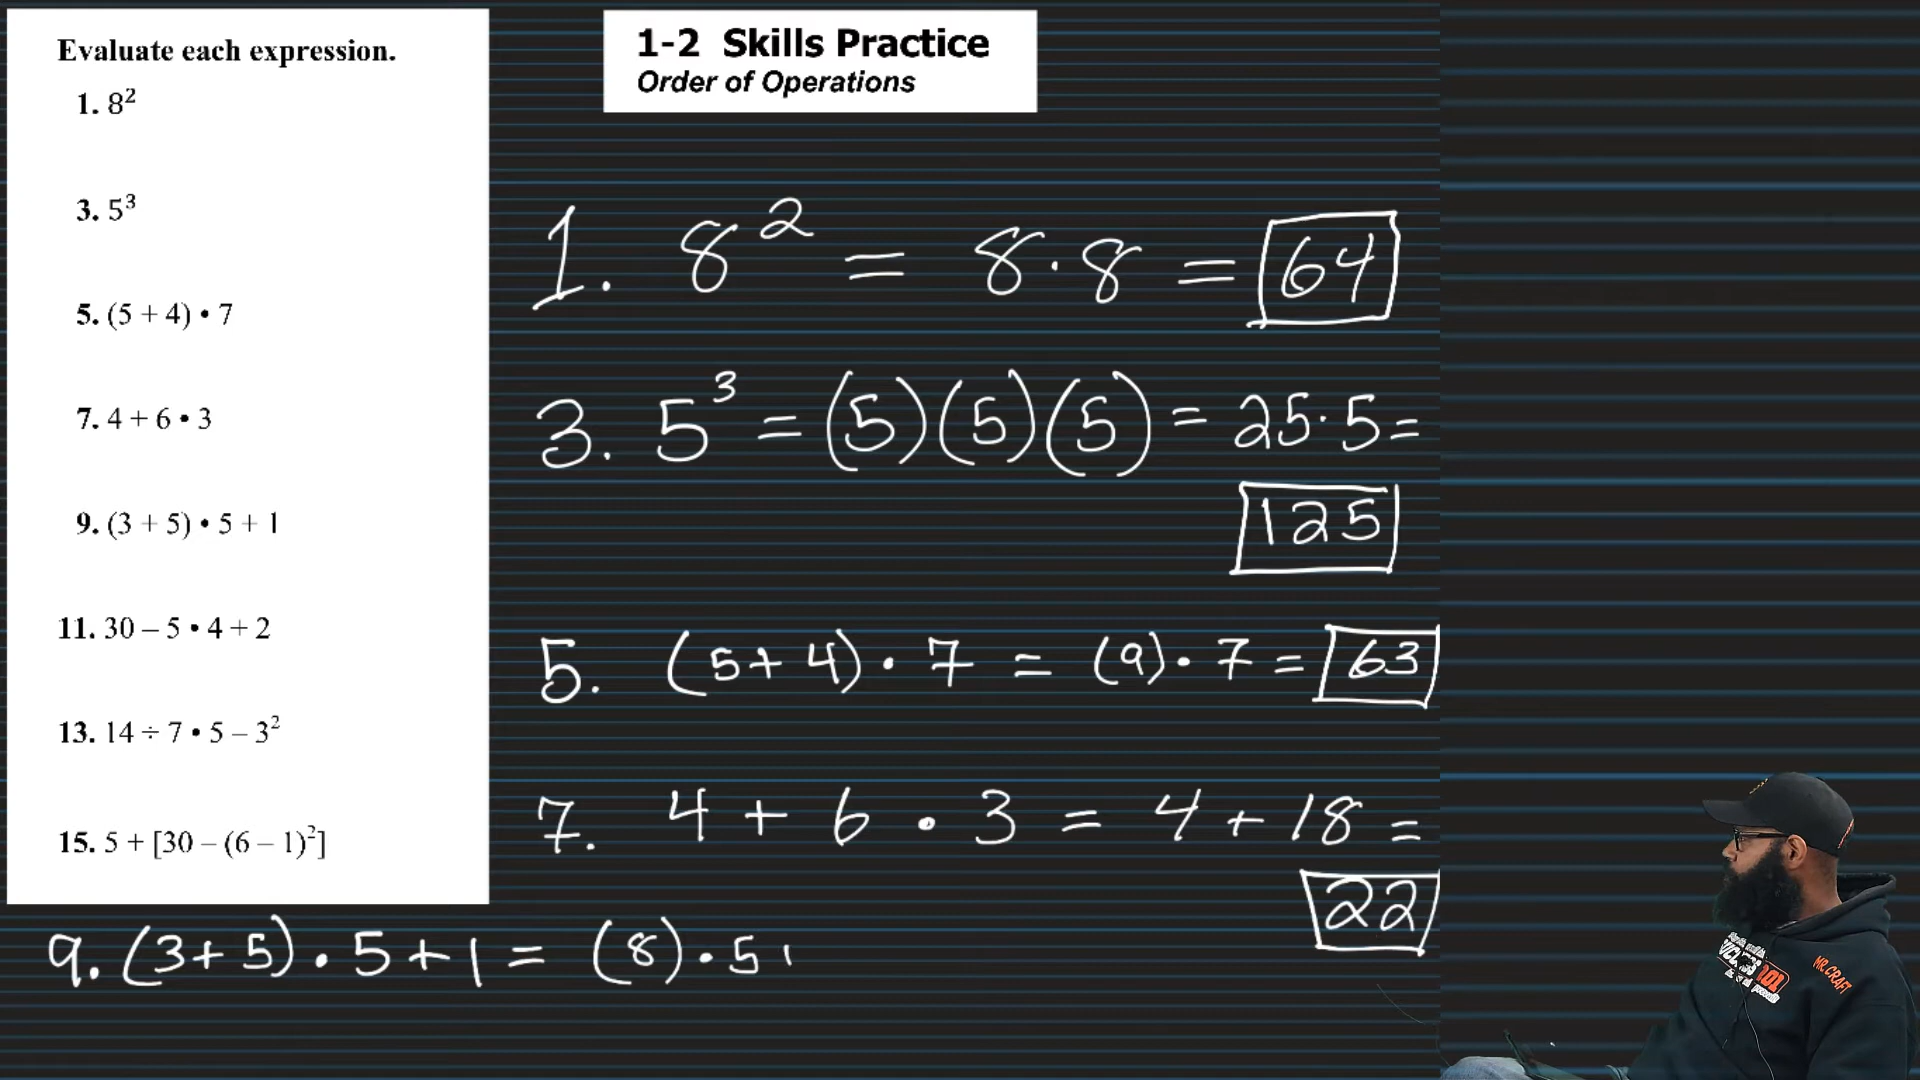 Evaluate each expression.
1. 8²
3. 5³
5. (5 + 4) • 7
7. 4 + 6 • 3
9. (3 + 5) • 5 + 1
11. 30 – 5 • 4 + 2
13. 14 ÷ 7 • 5 – 3²
15. 5 + [30 – (6 – 1)²]
1-2 Skills Practice
Order of Operations
1. 8² = 8·8 = 64
3. 5³ = (5)(5)(5) = 25·5 =
125
5. (5+4)·7 = (9)·7 = 63
7. 4 + 6 · 3 = 4 + 18 =
22
9. (3+5)·5+1 = (8)·5
SUCCESS 101
MR.CRAFT